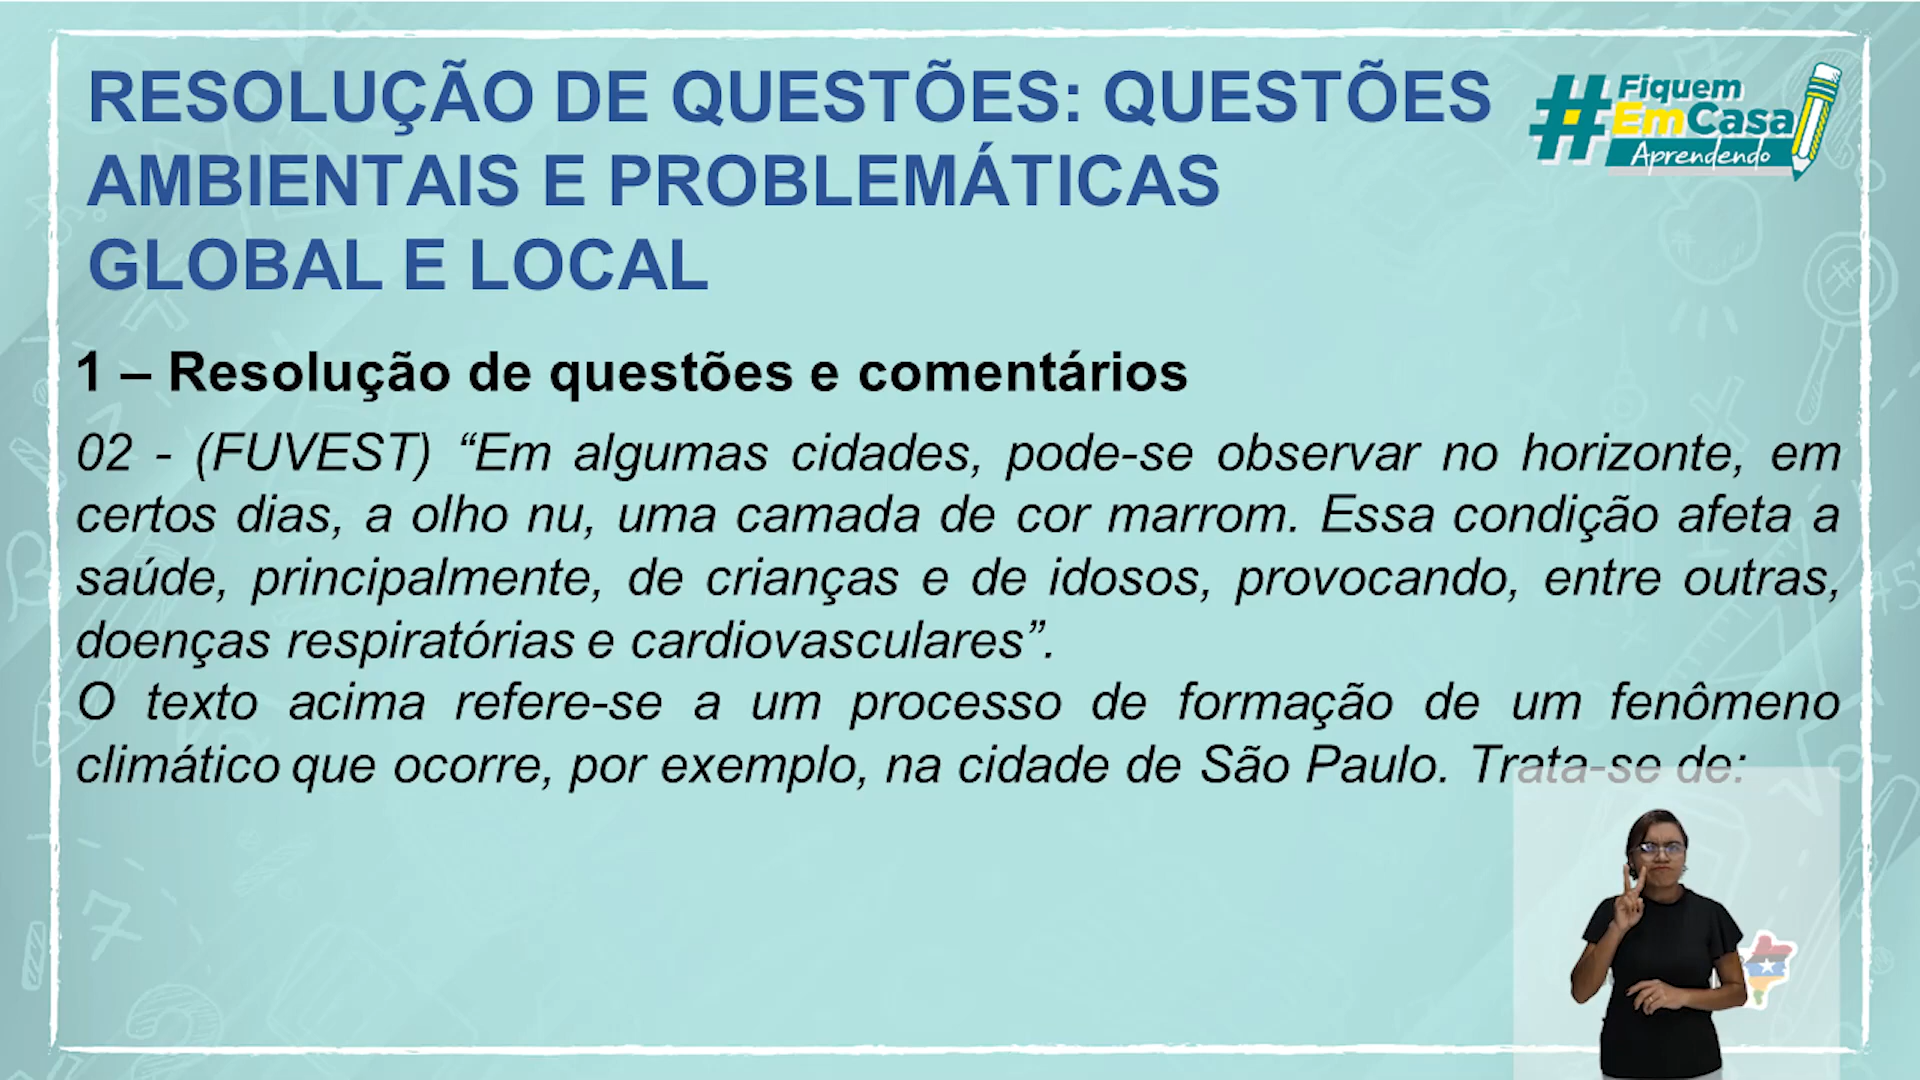 RESOLUÇÃO DE QUESTÕES: QUESTÕES
AMBIENTAIS E PROBLEMÁTICAS
GLOBAL E LOCAL
#Fiquem
EmCasa
Aprendendo
1 – Resolução de questões e comentários
02 - (FUVEST) “Em algumas cidades, pode-se observar no horizonte, em
certos dias, a olho nu, uma camada de cor marrom. Essa condição afeta a
saúde, principalmente, de crianças e de idosos, provocando, entre outras,
doenças respiratórias e cardiovasculares”.
O texto acima refere-se a um processo de formação de um fenômeno
climático que ocorre, por exemplo, na cidade de São Paulo. Trata-se de: